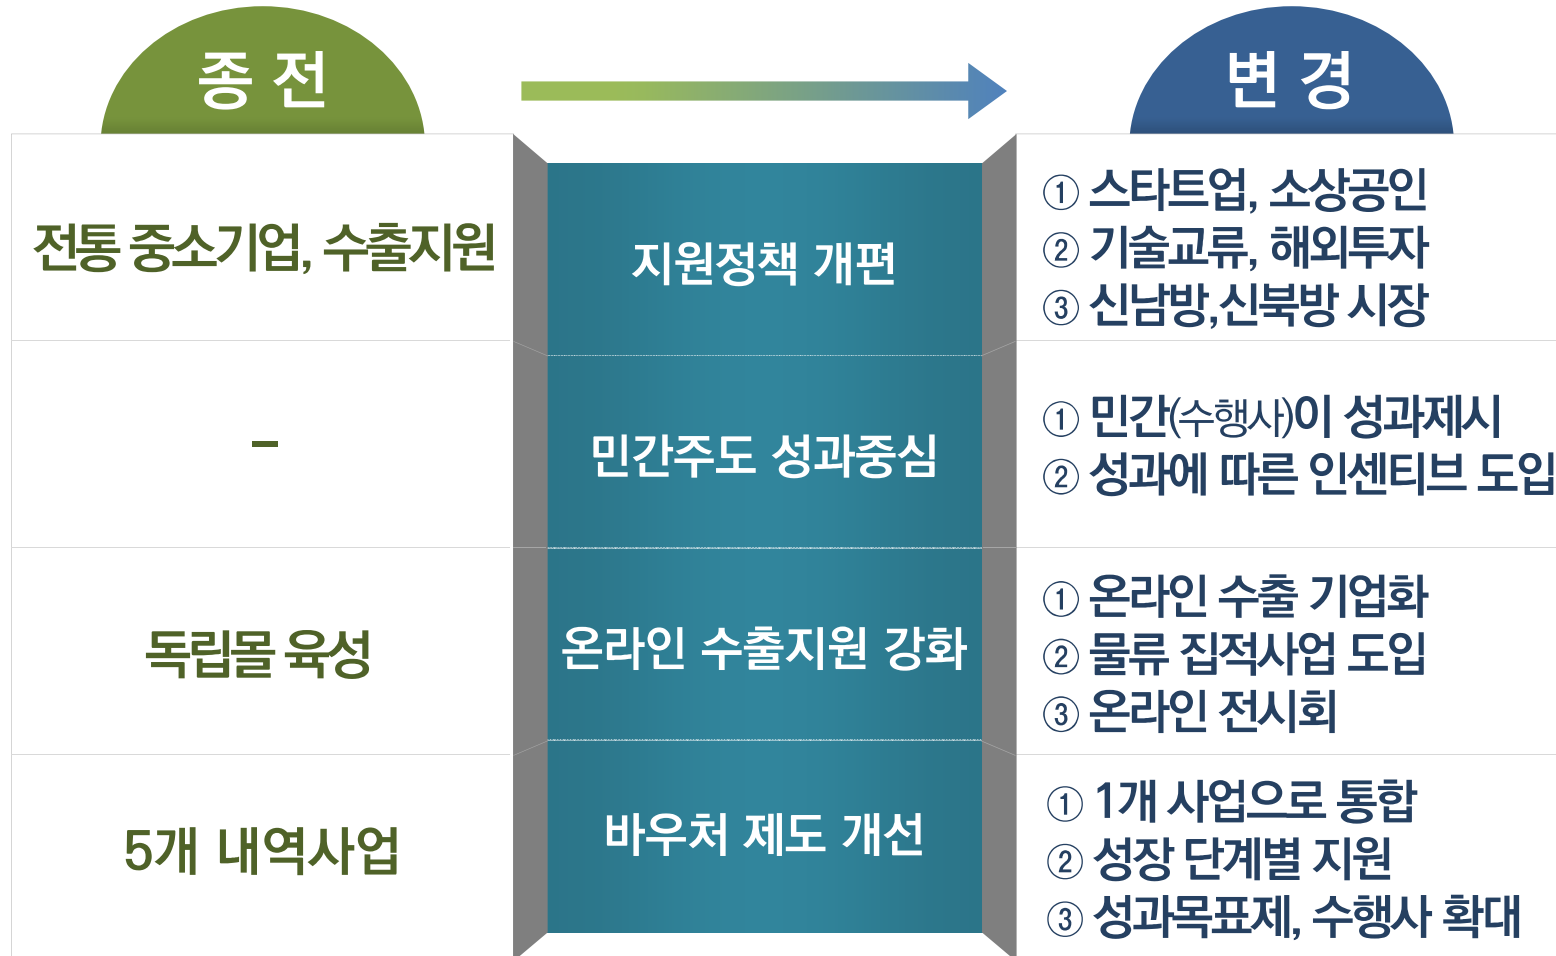 종 전
변 경
전통 중소기업, 수출지원
지원정책 개편
① 스타트업, 소상공인
② 기술교류, 해외투자
③ 신남방,신북방 시장
–
민간주도 성과중심
① 민간(수행사)이 성과제시
② 성과에 따른 인센티브 도입
독립몰 육성
온라인 수출지원 강화
① 온라인 수출 기업화
② 물류 집적사업 도입
③ 온라인 전시회
5개 내역사업
바우처 제도 개선
① 1개 사업으로 통합
② 성장 단계별 지원
③ 성과목표제, 수행사 확대